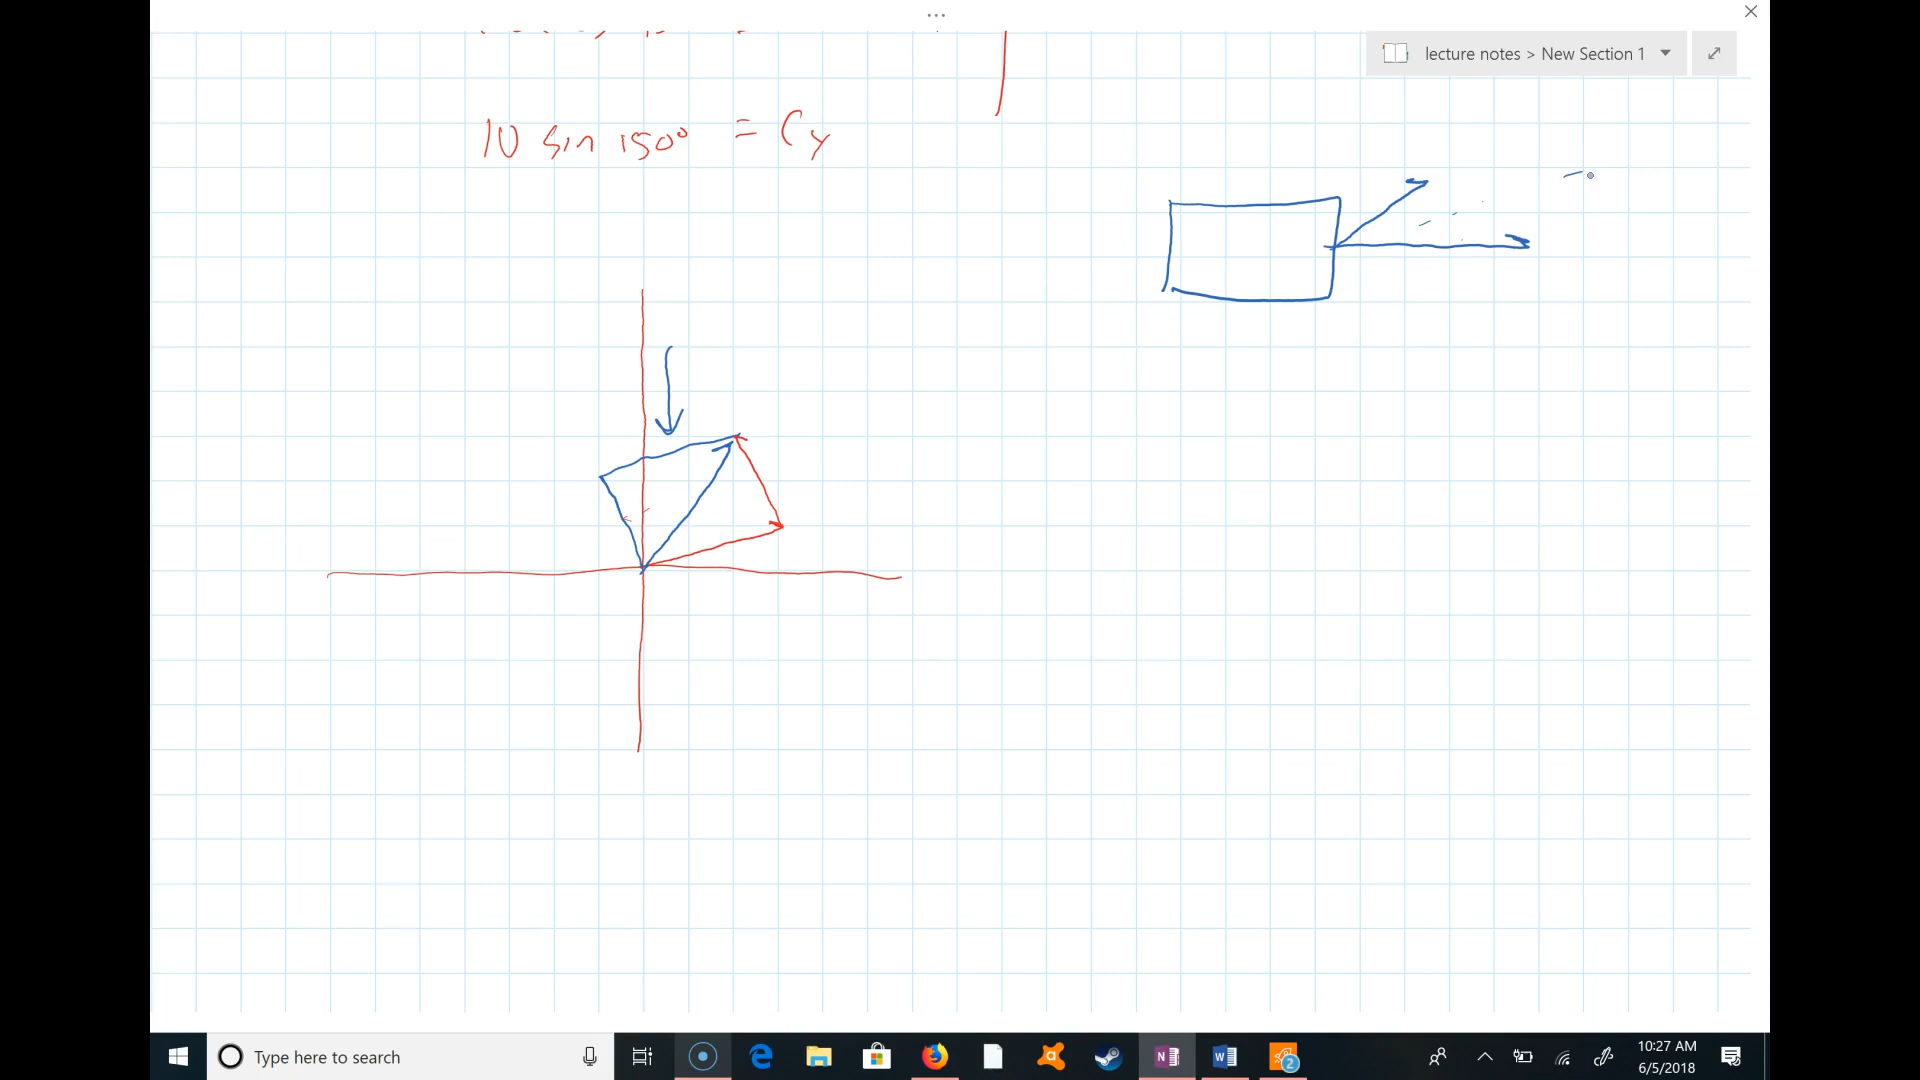 lecture notes > New Section 1
10 sin 150° = Cy
Type here to search
2
10:27 AM
6/5/2018